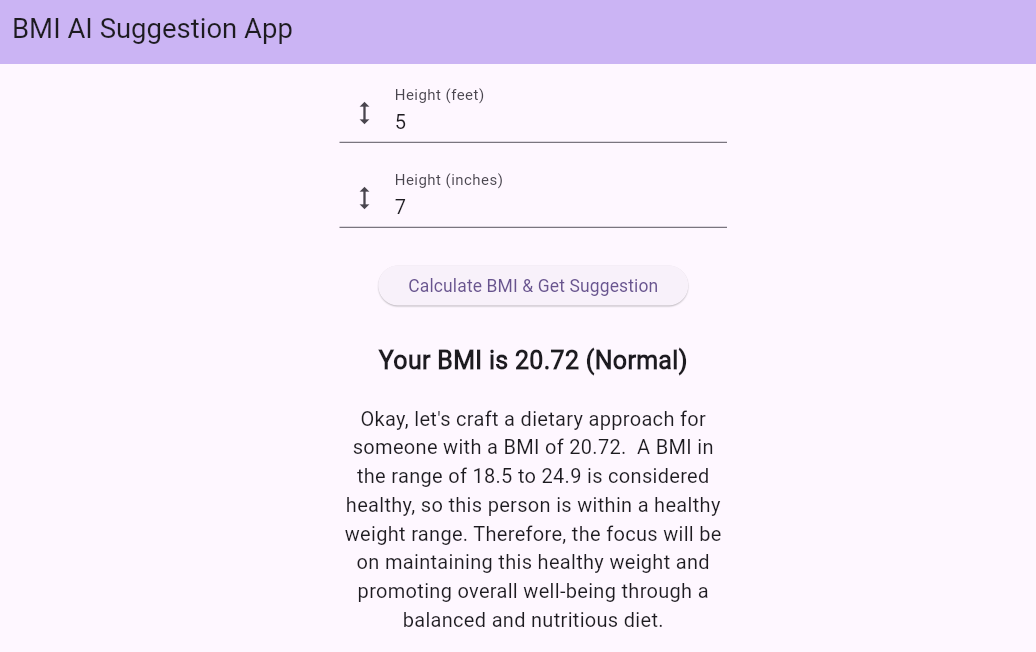 BMI AI Suggestion App
Height (feet)
5
Height (inches)
7
Calculate BMI & Get Suggestion
Your BMI is 20.72 (Normal)
Okay, let's craft a dietary approach for
someone with a BMI of 20.72.  A BMI in
the range of 18.5 to 24.9 is considered
healthy, so this person is within a healthy
weight range. Therefore, the focus will be
on maintaining this healthy weight and
promoting overall well-being through a
balanced and nutritious diet.